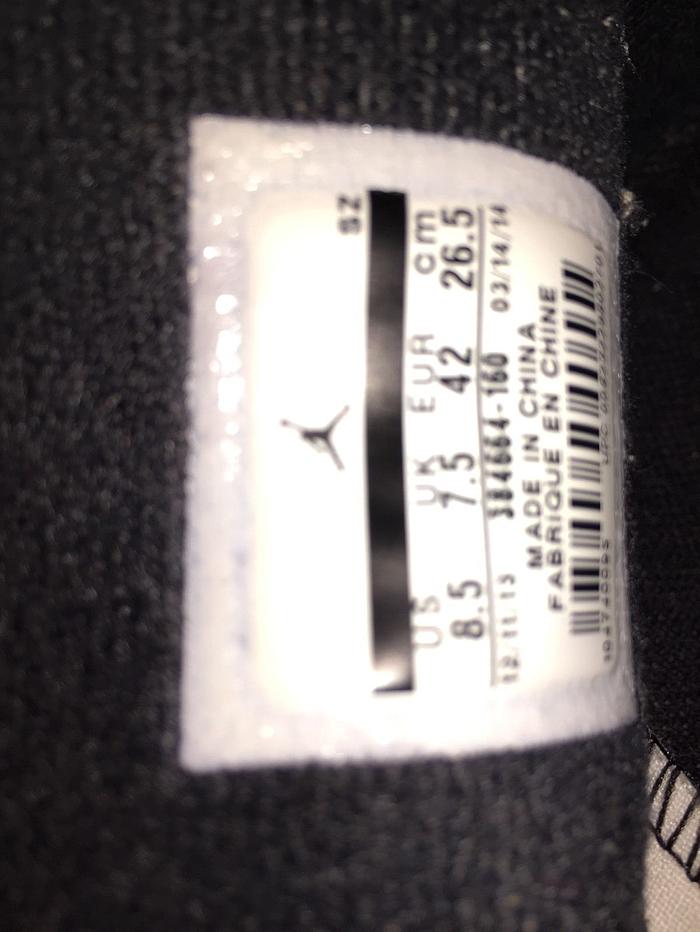 SZ
US UK EUR cm
8.5 7.5 42 26.5
12/11/13 384664-160 03/14/14
MADE IN CHINA
FABRIQUE EN CHINE